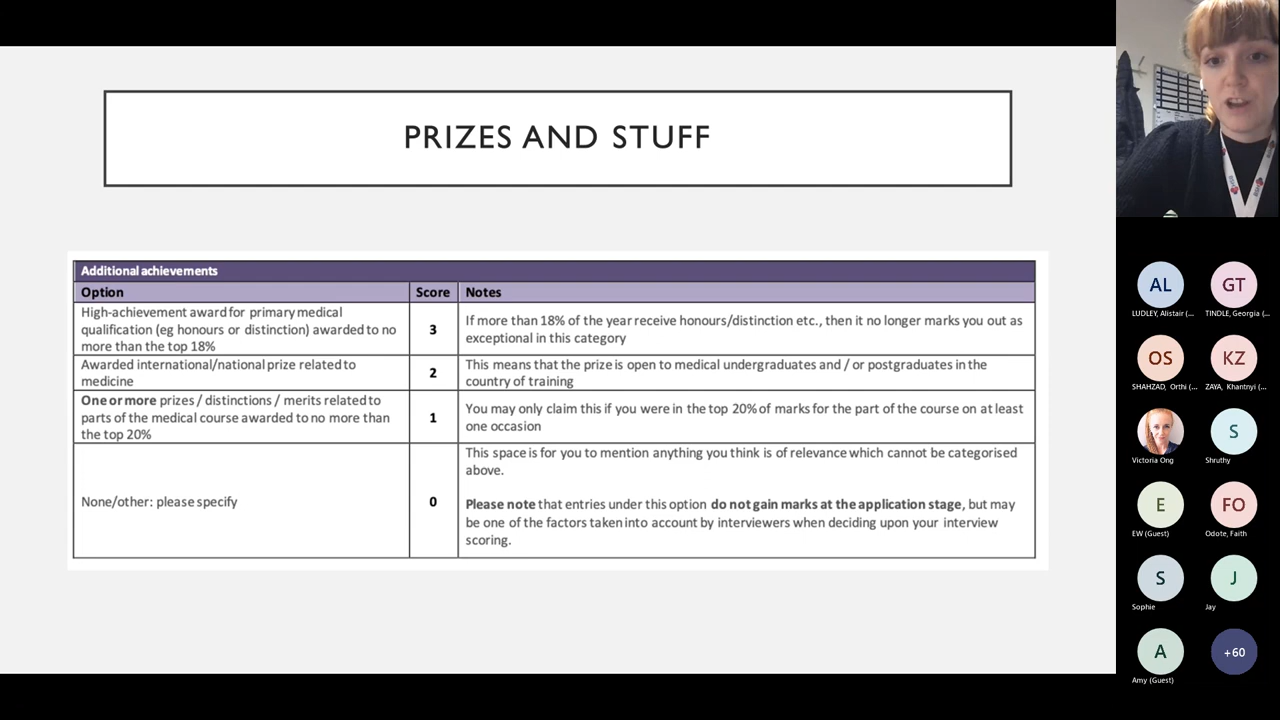 PRIZES AND STUFF
Additional achievements
Option
Score
Notes
High-achievement award for primary medical
qualification (eg honours or distinction) awarded to no
more than the top 18%
3
If more than 18% of the year receive honours/distinction etc., then it no longer marks you out as
exceptional in this category
Awarded international/national prize related to
medicine
2
This means that the prize is open to medical undergraduates and / or postgraduates in the
country of training
One or more prizes / distinctions / merits related to
parts of the medical course awarded to no more than
the top 20%
1
You may only claim this if you were in the top 20% of marks for the part of the course on at least
one occasion
None/other: please specify
0
This space is for you to mention anything you think is of relevance which cannot be categorised
above.
Please note that entries under this option do not gain marks at the application stage, but may
be one of the factors taken into account by interviewers when deciding upon your interview
scoring.
AL
LUDLEY, Alistair (...
GT
TINDLE, Georgia (...
OS
SHAHZAD, Orthi (...
KZ
ZAYA, Khantnyi (...
Victoria Ong
S
Shruthy
E
EW (Guest)
FO
Odote, Faith
S
Sophie
J
Jay
A
Amy (Guest)
+60